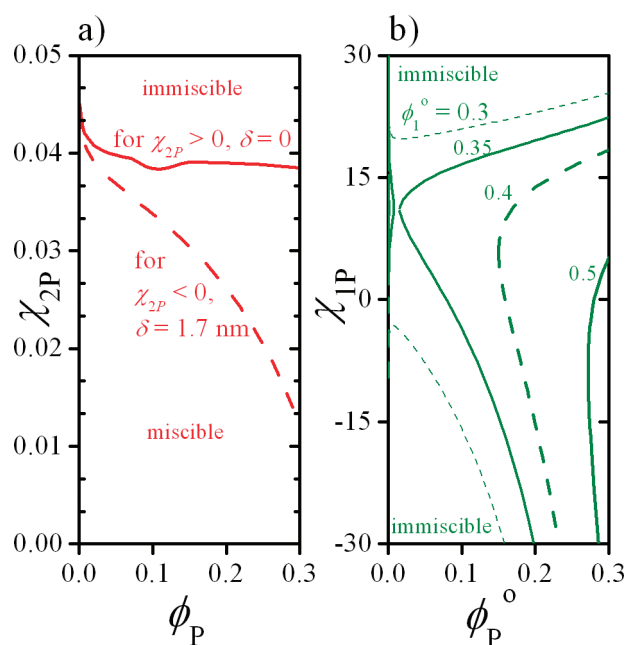 a)
0.05
0.04
0.03
0.02
0.01
0.00
χ2P
immiscible
for χ2P > 0, δ = 0
for
χ2P < 0,
δ = 1.7 nm
miscible
0.0 0.1 0.2 0.3
ϕP
b)
30
15
0
-15
-30
χ1P
immiscible
ϕ1o = 0.3
0.35
0.4
0.5
immiscible
0.0 0.1 0.2 0.3
ϕPo